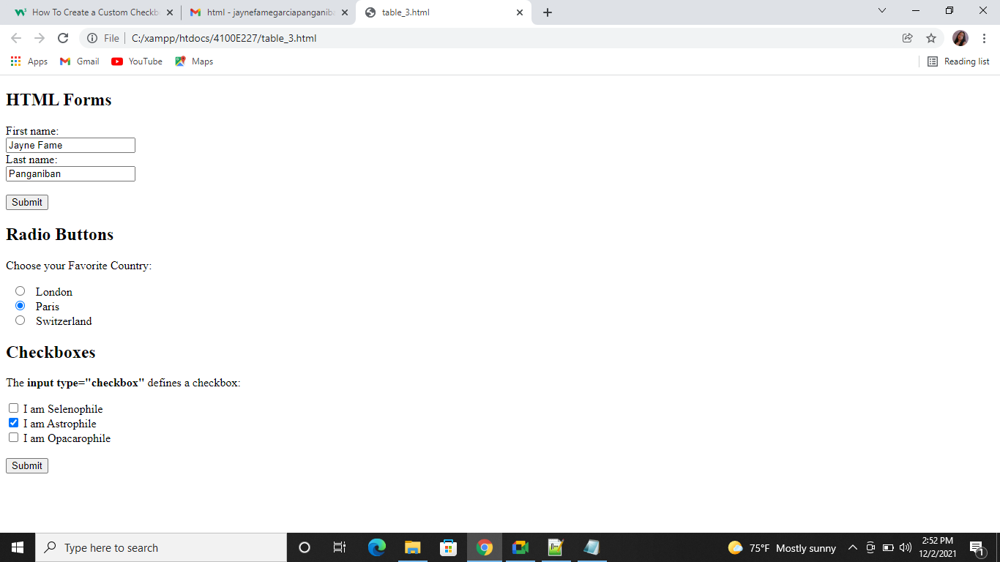 How To Create a Custom Checkb
html - jaynefamegarciapanganiba
table_3.html
File
C:/xampp/htdocs/4100E227/table_3.html
Apps
Gmail
YouTube
Maps
Reading list
HTML Forms
First name:
Jayne Fame
Last name:
Panganiban
Submit
Radio Buttons
Choose your Favorite Country:
London
Paris
Switzerland
Checkboxes
The input type="checkbox" defines a checkbox:
I am Selenophile
I am Astrophile
I am Opacarophile
Submit
Type here to search
75°F Mostly sunny
2:52 PM
12/2/2021
1